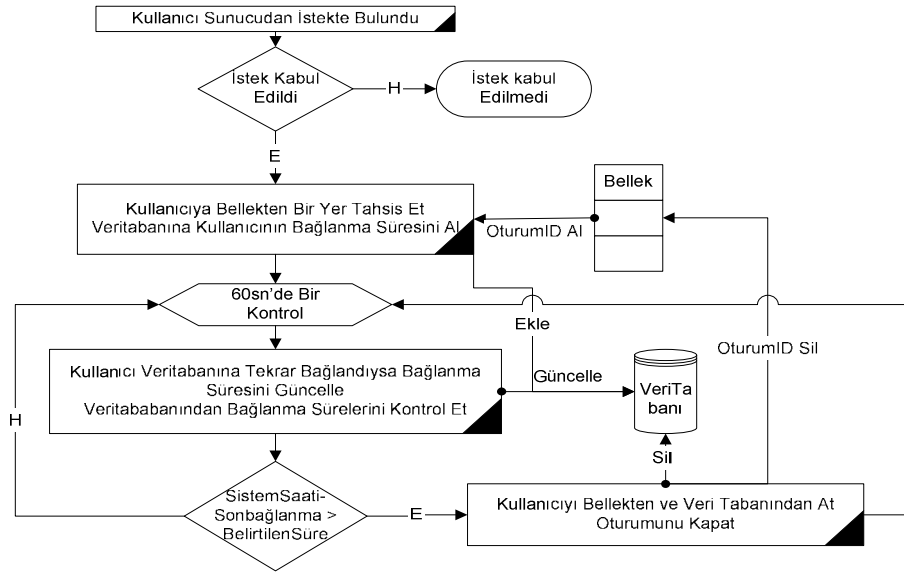 Kullanıcı Sunucudan İstekte Bulundu
İstek Kabul
Edildi
H
İstek kabul
Edilmedi
E
Kullanıcıya Bellekten Bir Yer Tahsis Et
Veritabanına Kullanıcının Bağlanma Süresini Al
Bellek
OturumID Al
60sn'de Bir
Kontrol
Ekle
OturumID Sil
Kullanıcı Veritabanına Tekrar Bağlandıysa Bağlanma
Süresini Güncelle
Veritababanından Bağlanma Sürelerini Kontrol Et
Güncelle
VeriTa
banı
H
Sil
SistemSaati-
Sonbağlanma >
BelirtilenSüre
E
Kullanıcıyı Bellekten ve Veri Tabanından At
Oturumunu Kapat